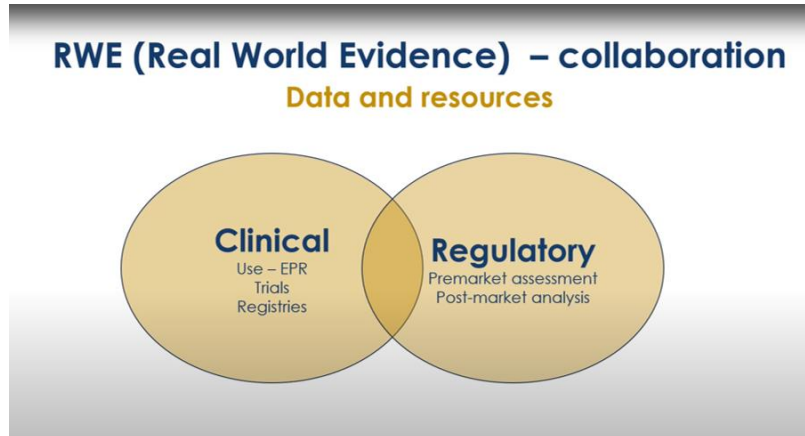 RWE (Real World Evidence) – collaboration
Data and resources
Clinical
Use – EPR
Trials
Registries
Regulatory
Premarket assessment
Post-market analysis